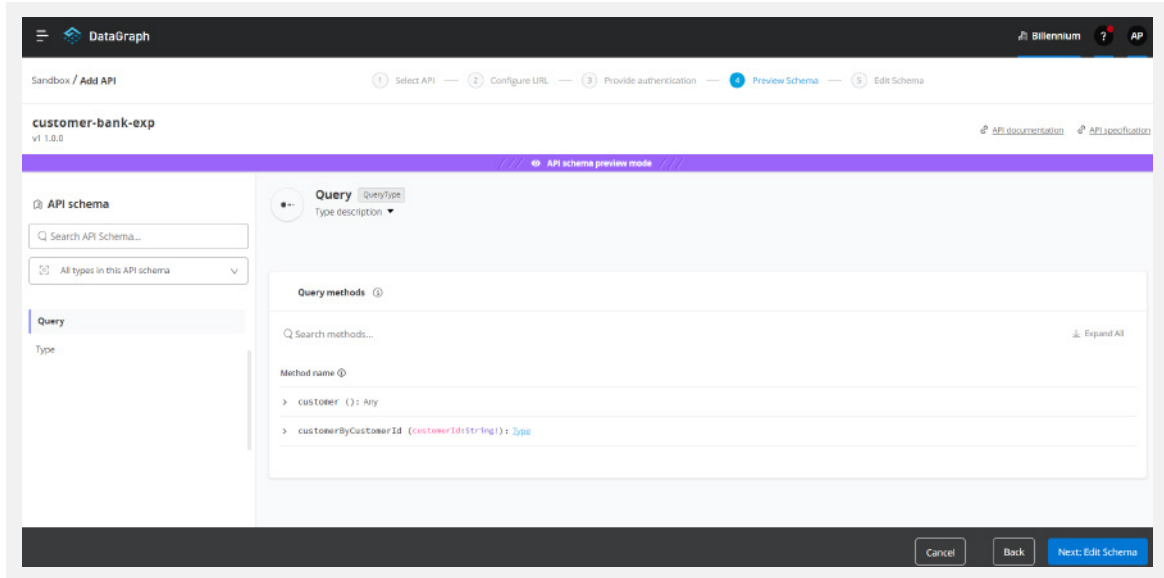 DataGraph
Billennium ? AP
Sandbox / Add API
1 Select API — 2 Configure URL — 3 Provide authentication — 4 Preview Schema — 5 Edit Schema
customer-bank-exp
v1 1.0.0
API documentation API specification
//// API schema preview mode ////
API schema
Search API Schema...
All types in this API schema
Query
Type
Query QueryType
Type description
Query methods
Search methods...
Expand All
Method name
> customer (): Any
> customerByCustomerId (customerId:String!): Type
Cancel Back Next: Edit Schema